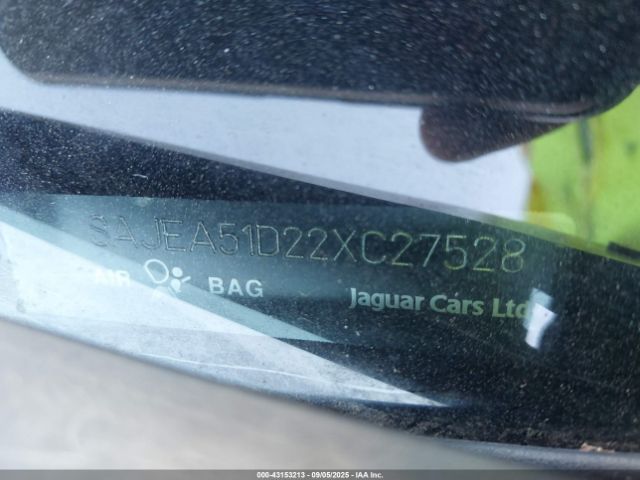 SAJEA51D22XC27528
AIR BAG
Jaguar Cars Ltd
000-43153213 - 09/05/2025 - IAA Inc.